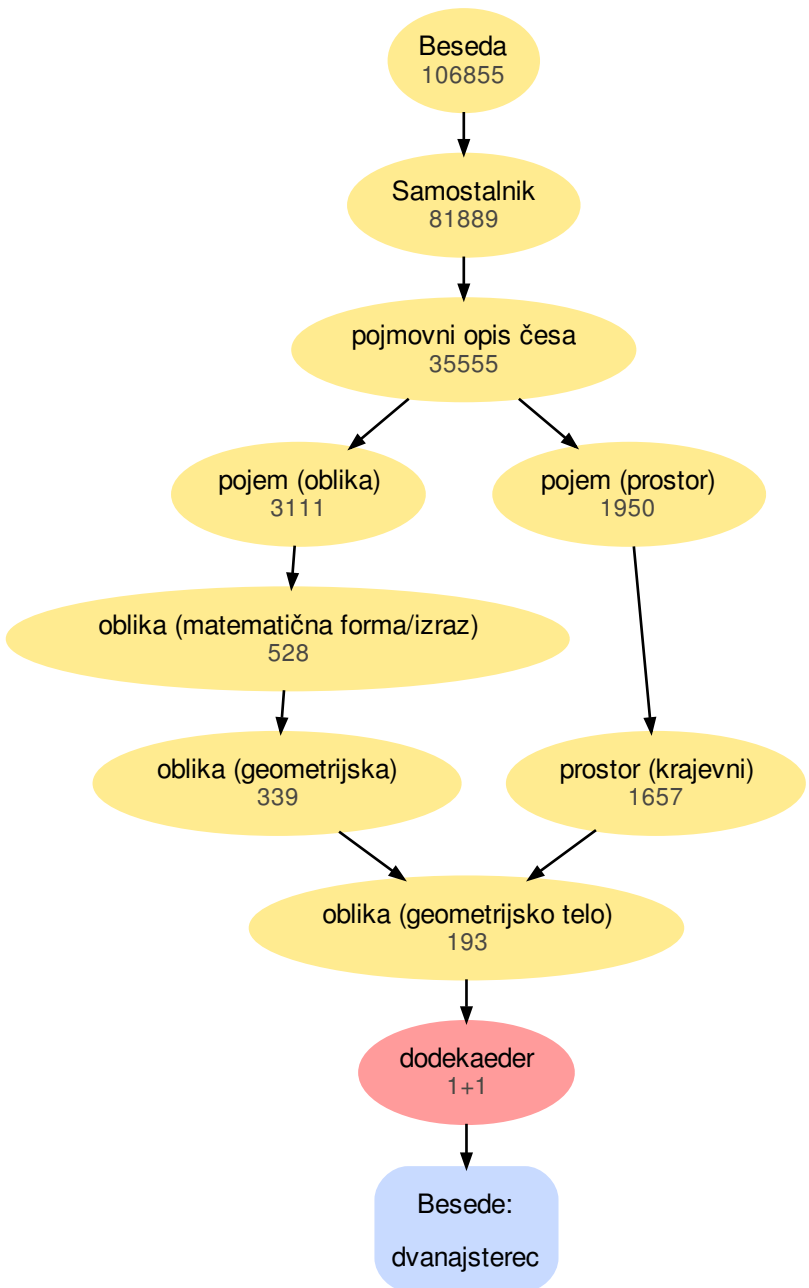 Beseda
106855
Samostalnik
81889
pojmovni opis česa
35555
pojem (oblika)
3111
pojem (prostor)
1950
oblika (matematična forma/izraz)
528
oblika (geometrijska)
339
prostor (krajevni)
1657
oblika (geometrijsko telo)
193
dodekaeder
1+1
Besede:
dvanajsterec